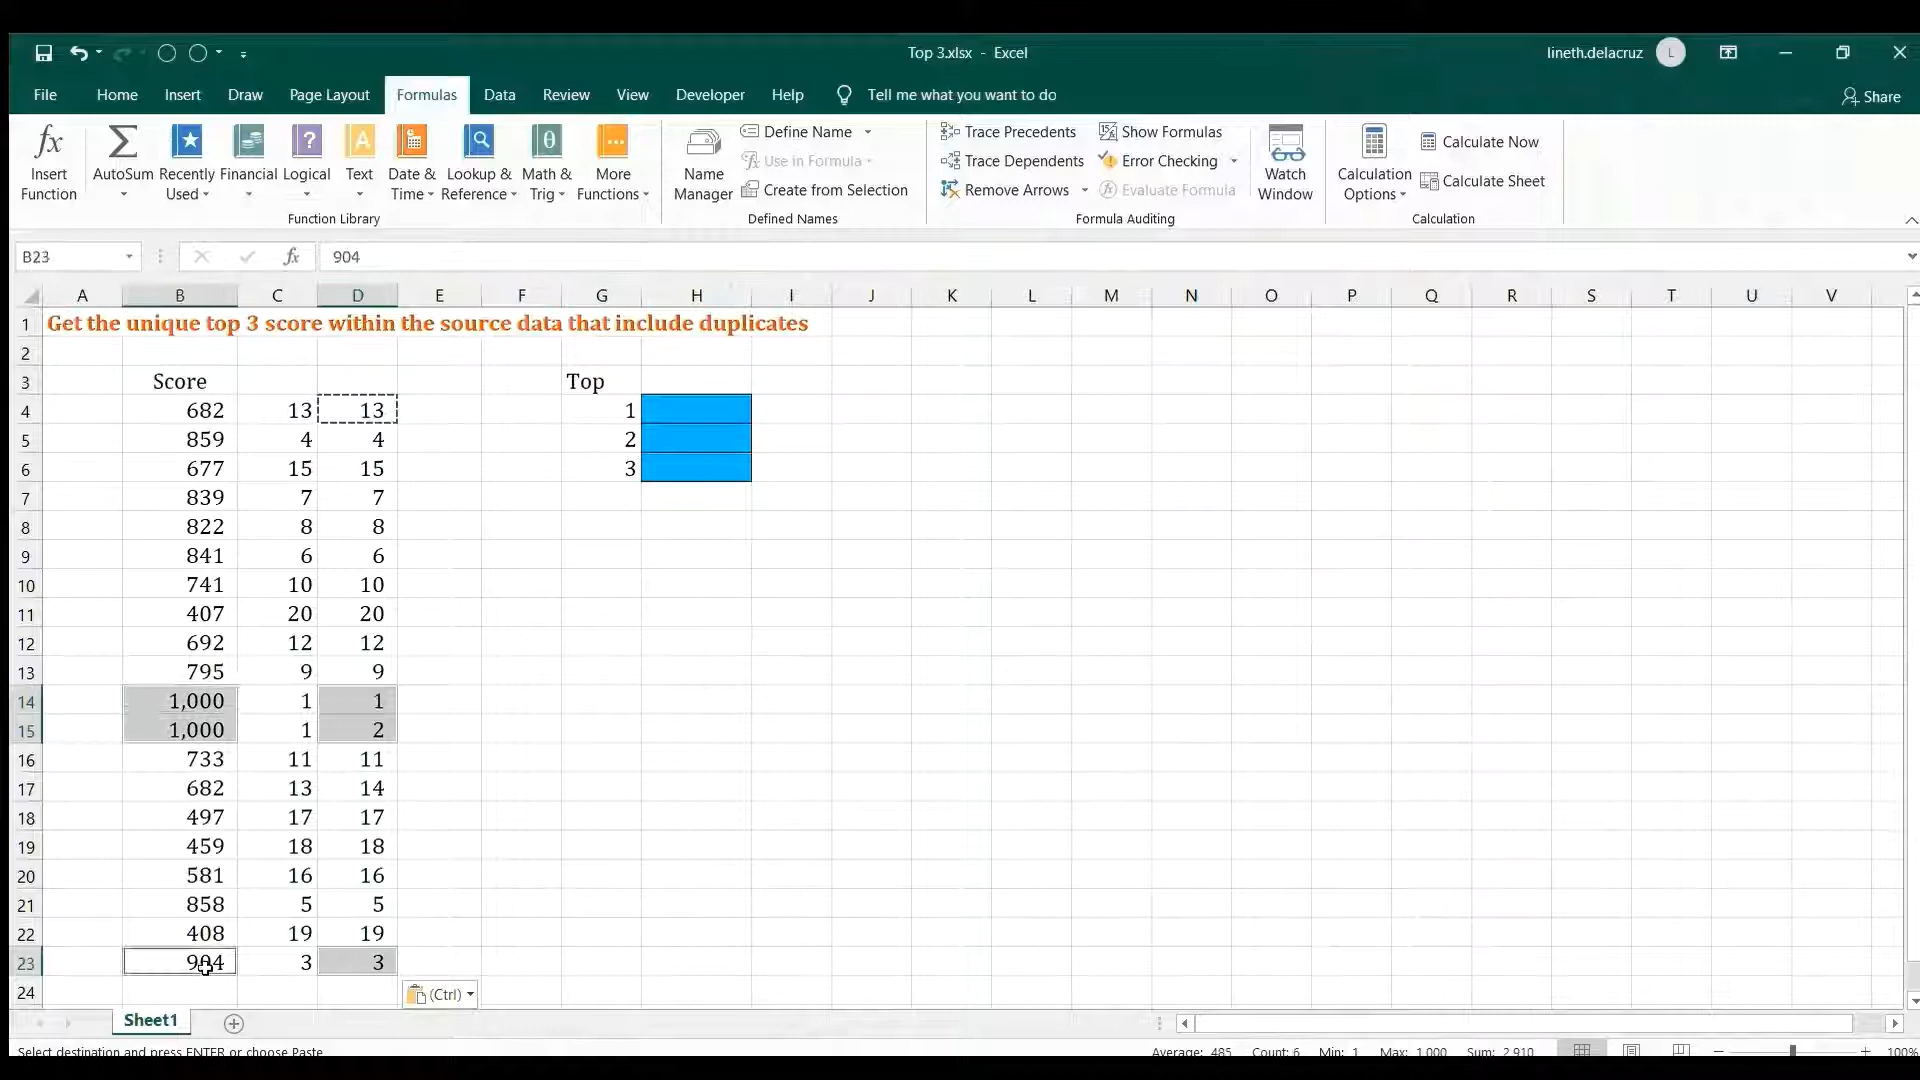 Top 3.xlsx - Excel
lineth.delacruz
L
File Home Insert Draw Page Layout Formulas Data Review View Developer Help Tell me what you want to do
Share
Insert Function
AutoSum
Recently Used
Financial
Logical
Text
Date & Time
Lookup & Reference
Math & Trig
More Functions
Function Library
Name Manager
Define Name
Use in Formula
Create from Selection
Defined Names
Trace Precedents
Trace Dependents
Remove Arrows
Show Formulas
Error Checking
Evaluate Formula
Formula Auditing
Watch Window
Calculation Options
Calculate Now
Calculate Sheet
Calculation
B23 fx 904
A B C D E F G H I J K L M N O P Q R S T U V
1 Get the unique top 3 score within the source data that include duplicates
2
3 Score Top
4 682 13 13 1
5 859 4 4 2
6 677 15 15 3
7 839 7 7
8 822 8 8
9 841 6 6
10 741 10 10
11 407 20 20
12 692 12 12
13 795 9 9
14 1,000 1 1
15 1,000 1 2
16 733 11 11
17 682 13 14
18 497 17 17
19 459 18 18
20 581 16 16
21 858 5 5
22 408 19 19
23 904 3 3
24
(Ctrl)
Sheet1
Select destination and press ENTER or choose Paste Average: 485 Count: 6 Min: 1 Max: 1,000 Sum: 2,910 100%